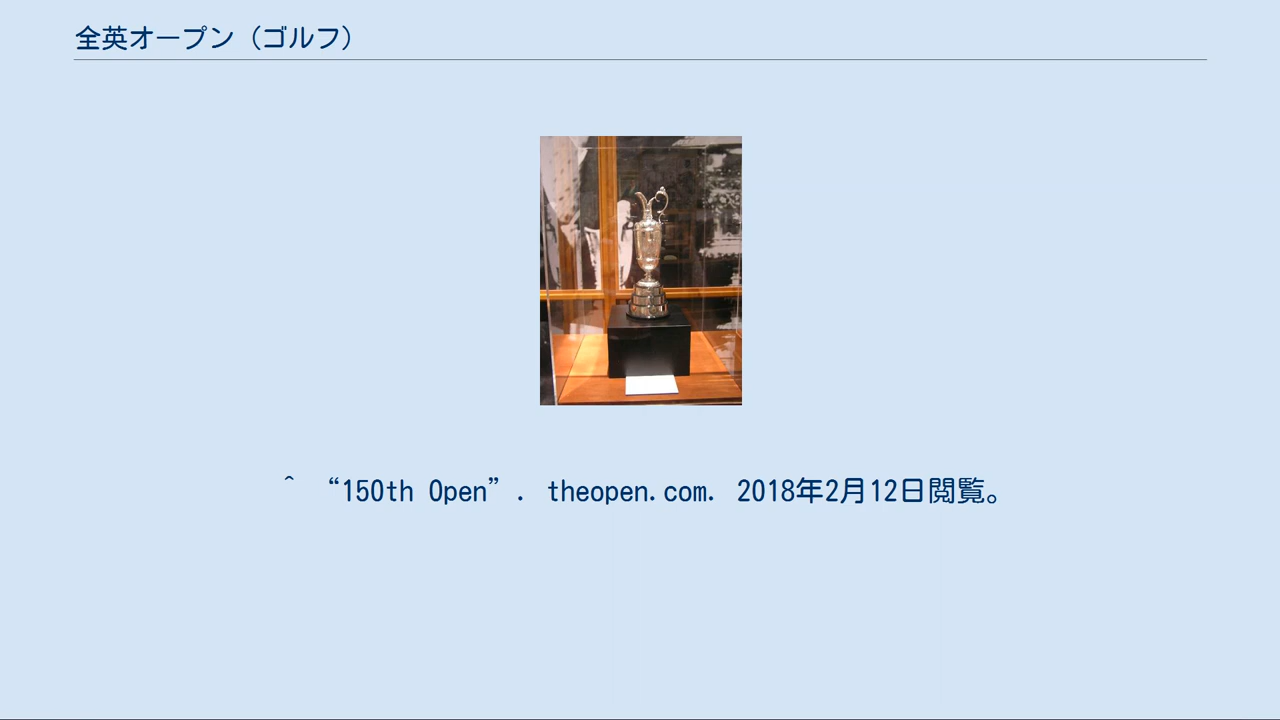 全英オープン（ゴルフ）
^ “150th Open”. theopen.com. 2018年2月12日閲覧。